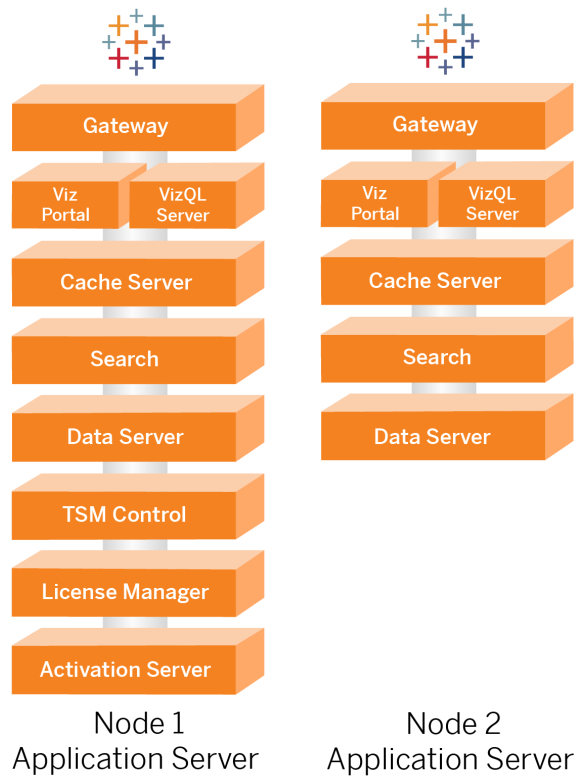 Gateway
Viz
Portal
VizQL
Server
Cache Server
Search
Data Server
TSM Control
License Manager
Activation Server
Node 1
Application Server
Gateway
Viz
Portal
VizQL
Server
Cache Server
Search
Data Server
Node 2
Application Server